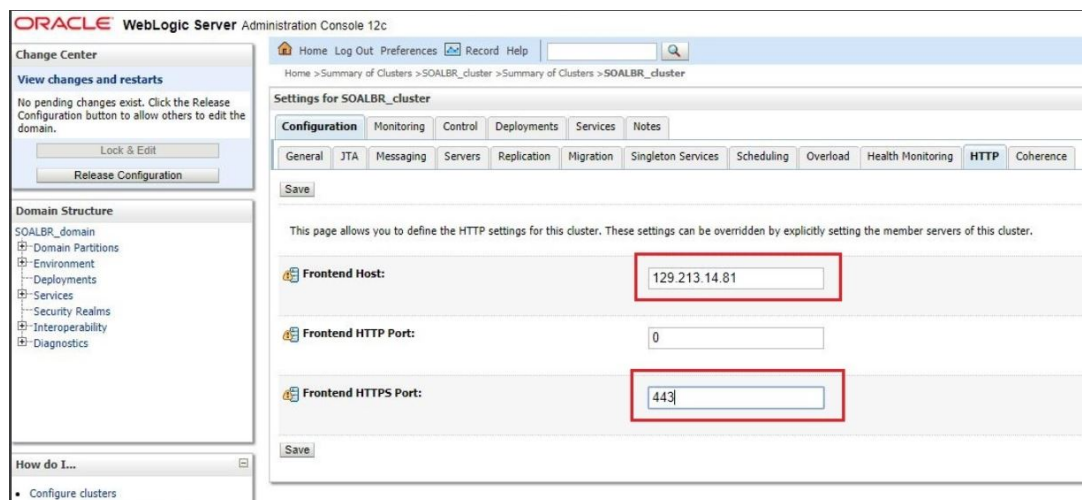 ORACLE WebLogic Server Administration Console 12c
Change Center
View changes and restarts
No pending changes exist. Click the Release
Configuration button to allow others to edit the
domain.
Lock & Edit
Release Configuration
Domain Structure
SOALBR_domain
Domain Partitions
Environment
Deployments
Services
Security Realms
Interoperability
Diagnostics
How do I...
Configure clusters
Home Log Out Preferences Record Help
Home >Summary of Clusters >SOALBR_cluster >Summary of Clusters >SOALBR_cluster
Settings for SOALBR_cluster
Configuration Monitoring Control Deployments Services Notes
General JTA Messaging Servers Replication Migration Singleton Services Scheduling Overload Health Monitoring HTTP Coherence
Save
This page allows you to define the HTTP settings for this cluster. These settings can be overridden by explicitly setting the member servers of this cluster.
Frontend Host: 129.213.14.81
Frontend HTTP Port: 0
Frontend HTTPS Port: 443
Save